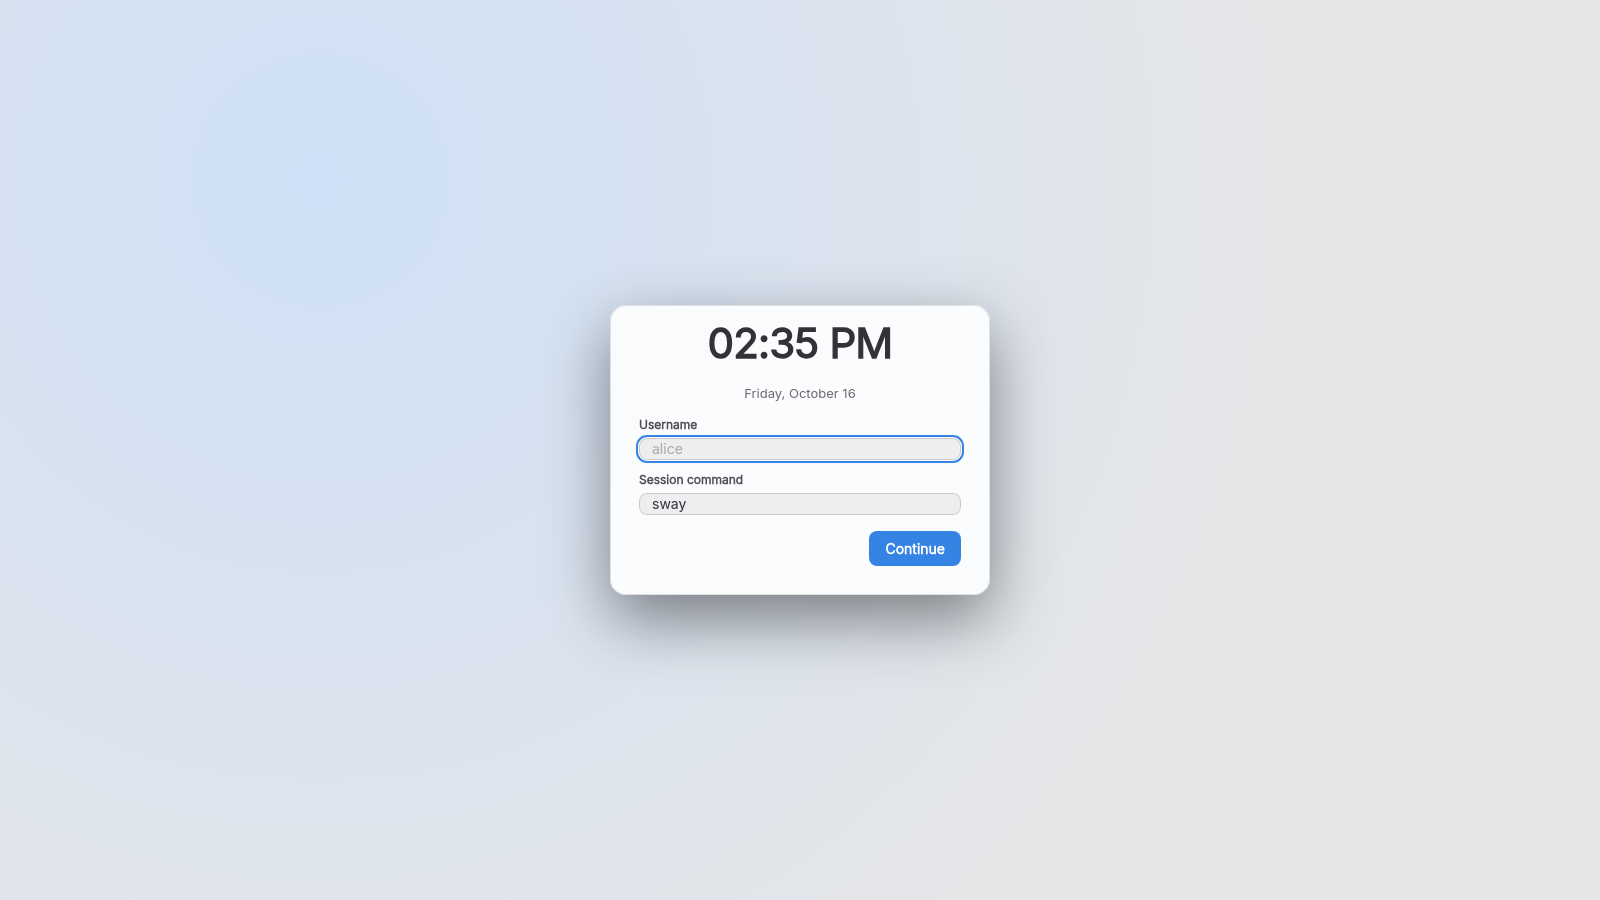 02:35 PM
Friday, October 16
Username
alice
Session command
sway
Continue